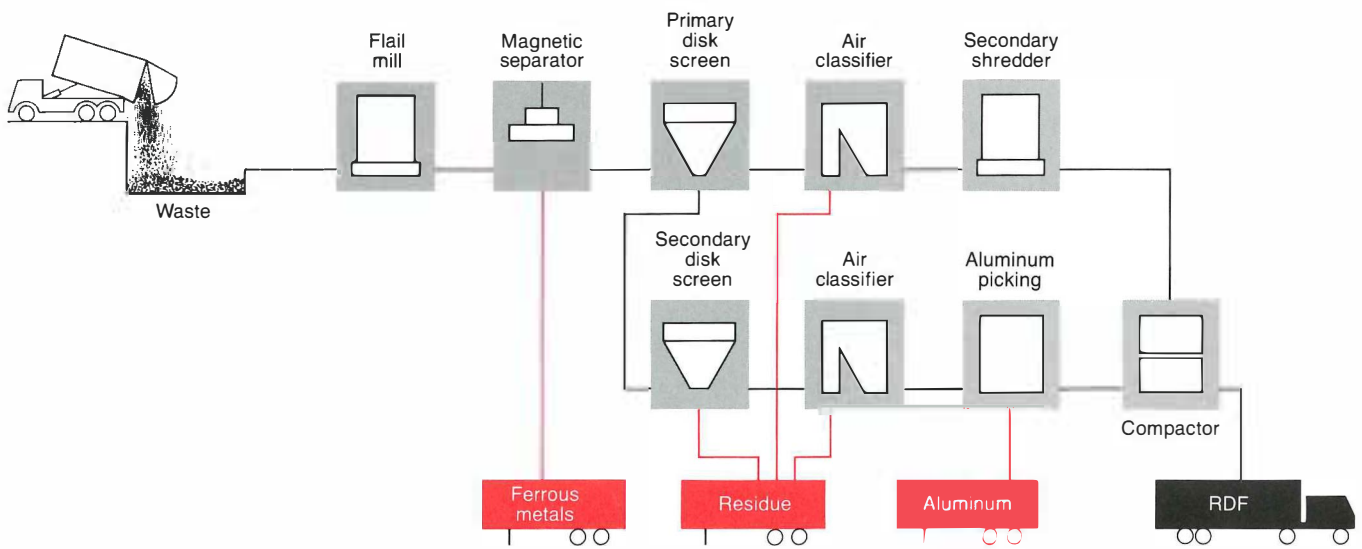 Flail
mill
Magnetic
separator
Primary
disk
screen
Air
classifier
Secondary
shredder
Waste
Secondary
disk
screen
Air
classifier
Aluminum
picking
Compactor
Ferrous
metals
Residue
Aluminum
RDF